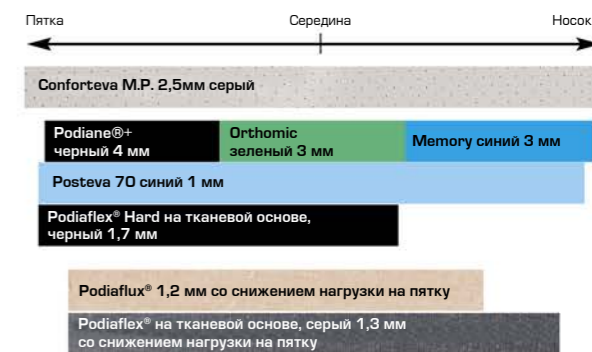 Пятка Середина Носок
Conforteva M.P. 2,5мм серый
Podiane®+
черный 4 мм
Orthomic
зеленый 3 мм
Memory синий 3 мм
Posteva 70 синий 1 мм
Podiaflex® Hard на тканевой основе,
черный 1,7 мм
Podiaflux® 1,2 мм со снижением нагрузки на пятку
Podiaflex® на тканевой основе, серый 1,3 мм
со снижением нагрузки на пятку